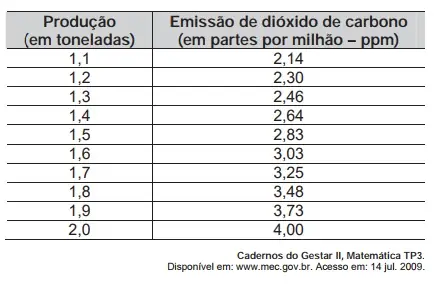 Produção Emissão de dióxido de carbono
(em toneladas) (em partes por milhão – ppm)
1,1 2,14
1,2 2,30
1,3 2,46
1,4 2,64
1,5 2,83
1,6 3,03
1,7 3,25
1,8 3,48
1,9 3,73
2,0 4,00
Cadernos do Gestar II, Matemática TP3.
Disponível em: www.mec.gov.br. Acesso em: 14 jul. 2009.